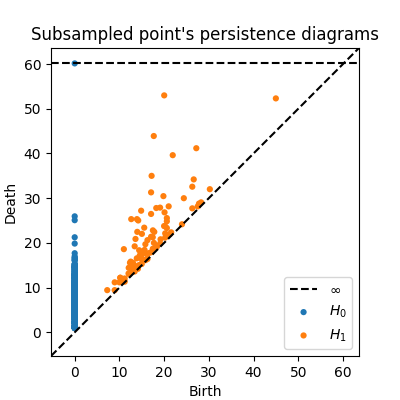 Subsampled point's persistence diagrams
60
50
40
30
20
10
0
Death
∞
H₀
H₁
0 10 20 30 40 50 60
Birth